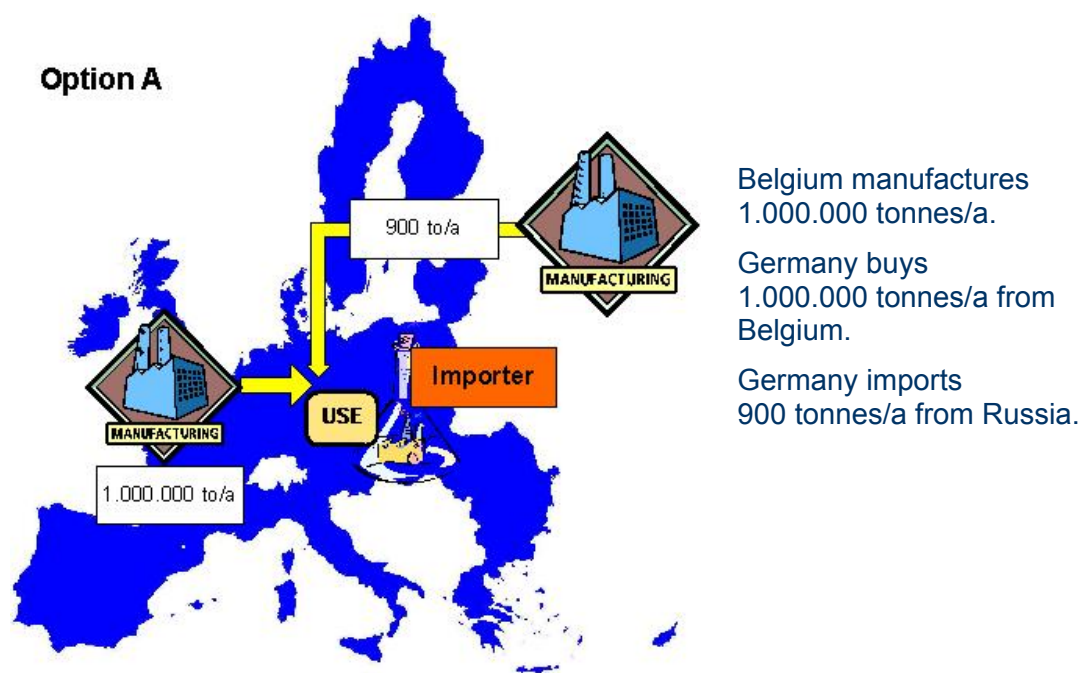 Option A
900 to/a
MANUFACTURING
Importer
USE
MANUFACTURING
1.000.000 to/a
Belgium manufactures
1.000.000 tonnes/a.
Germany buys
1.000.000 tonnes/a from
Belgium.
Germany imports
900 tonnes/a from Russia.